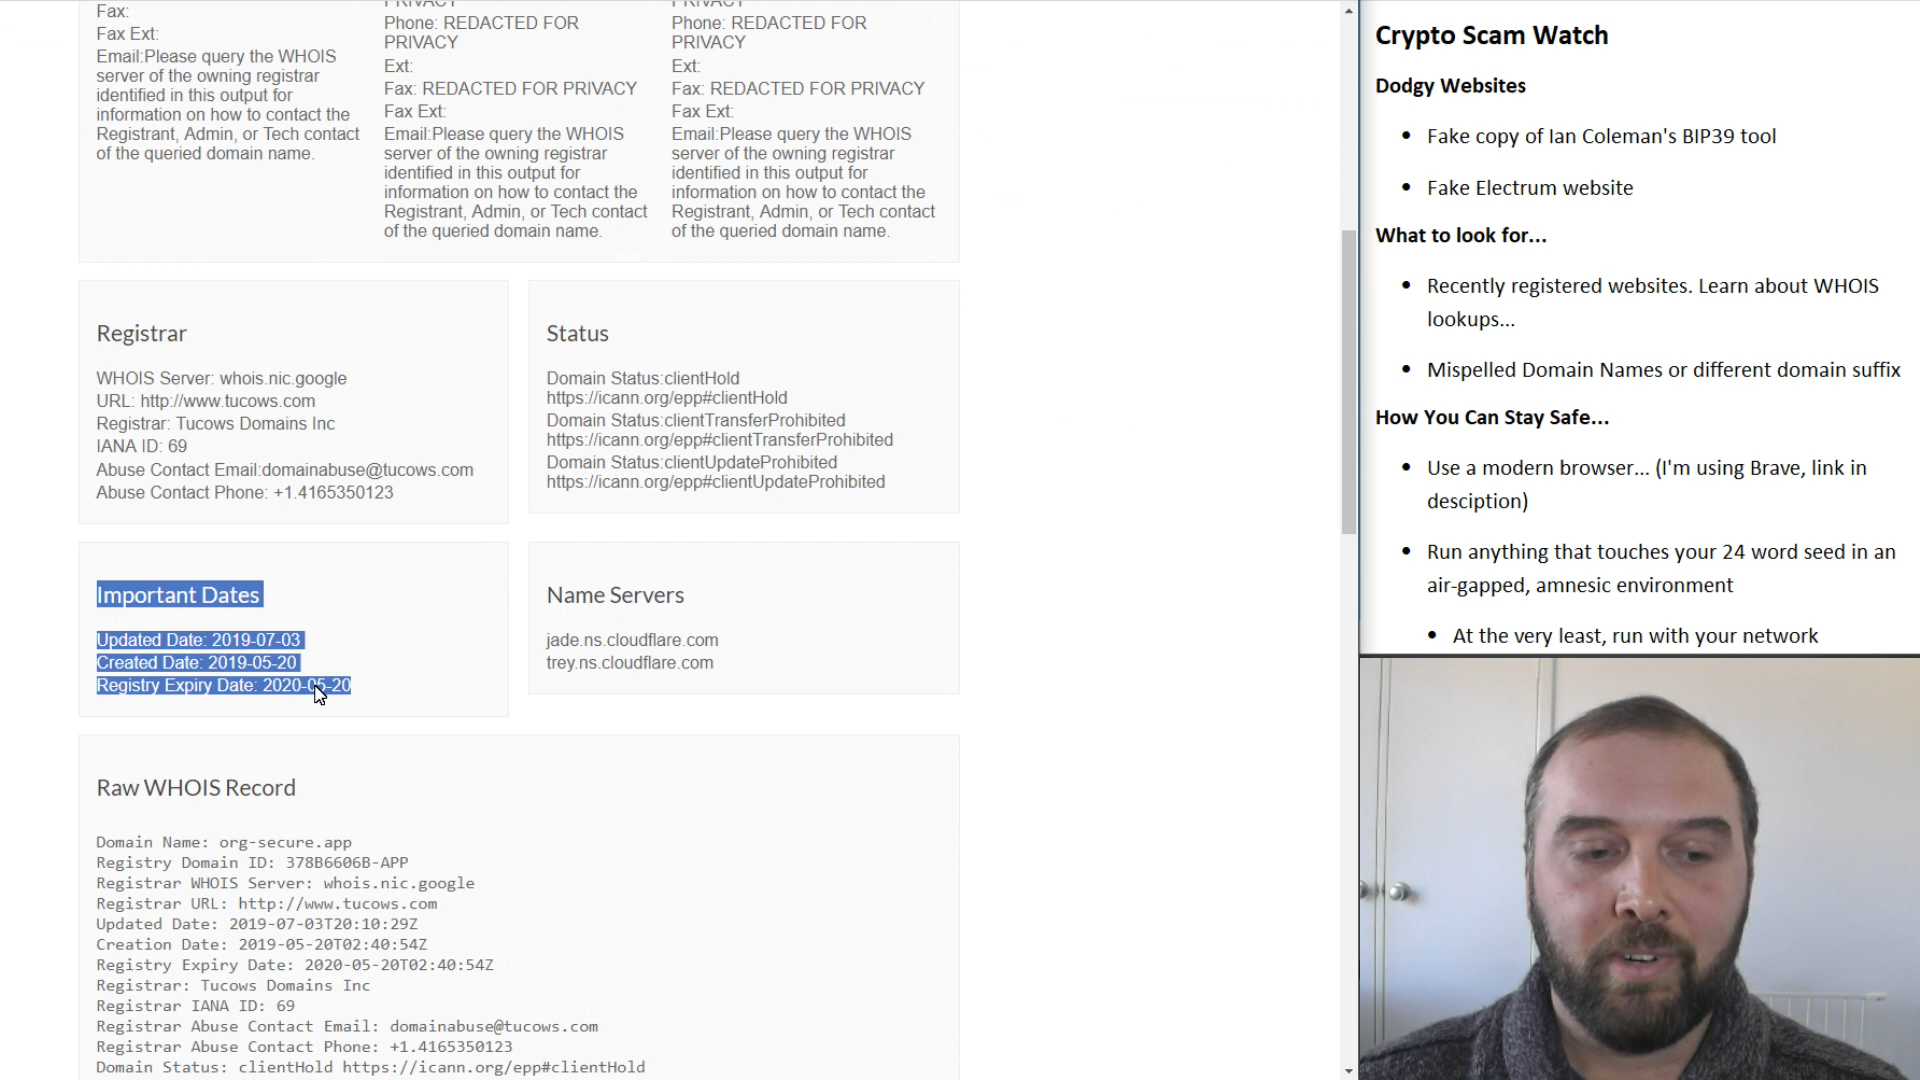 Fax:
Fax Ext:
Email:Please query the WHOIS
server of the owning registrar
identified in this output for
information on how to contact the
Registrant, Admin, or Tech contact
of the queried domain name.
PRIVACY
Phone: REDACTED FOR
PRIVACY
Ext:
Fax: REDACTED FOR PRIVACY
Fax Ext:
Email:Please query the WHOIS
server of the owning registrar
identified in this output for
information on how to contact the
Registrant, Admin, or Tech contact
of the queried domain name.
PRIVACY
Phone: REDACTED FOR
PRIVACY
Ext:
Fax: REDACTED FOR PRIVACY
Fax Ext:
Email:Please query the WHOIS
server of the owning registrar
identified in this output for
information on how to contact the
Registrant, Admin, or Tech contact
of the queried domain name.
Registrar
WHOIS Server: whois.nic.google
URL: http://www.tucows.com
Registrar: Tucows Domains Inc
IANA ID: 69
Abuse Contact Email:domainabuse@tucows.com
Abuse Contact Phone: +1.4165350123
Status
Domain Status:clientHold
https://icann.org/epp#clientHold
Domain Status:clientTransferProhibited
https://icann.org/epp#clientTransferProhibited
Domain Status:clientUpdateProhibited
https://icann.org/epp#clientUpdateProhibited
Important Dates
Updated Date: 2019-07-03
Created Date: 2019-05-20
Registry Expiry Date: 2020-05-20
Name Servers
jade.ns.cloudflare.com
trey.ns.cloudflare.com
Raw WHOIS Record
Domain Name: org-secure.app
Registry Domain ID: 378B6606B-APP
Registrar WHOIS Server: whois.nic.google
Registrar URL: http://www.tucows.com
Updated Date: 2019-07-03T20:10:29Z
Creation Date: 2019-05-20T02:40:54Z
Registry Expiry Date: 2020-05-20T02:40:54Z
Registrar: Tucows Domains Inc
Registrar IANA ID: 69
Registrar Abuse Contact Email: domainabuse@tucows.com
Registrar Abuse Contact Phone: +1.4165350123
Domain Status: clientHold https://icann.org/epp#clientHold
Crypto Scam Watch
Dodgy Websites
• Fake copy of Ian Coleman's BIP39 tool
• Fake Electrum website
What to look for...
• Recently registered websites. Learn about WHOIS
lookups...
• Mispelled Domain Names or different domain suffix
How You Can Stay Safe...
• Use a modern browser... (I'm using Brave, link in
desciption)
• Run anything that touches your 24 word seed in an
air-gapped, amnesic environment
• At the very least, run with your network